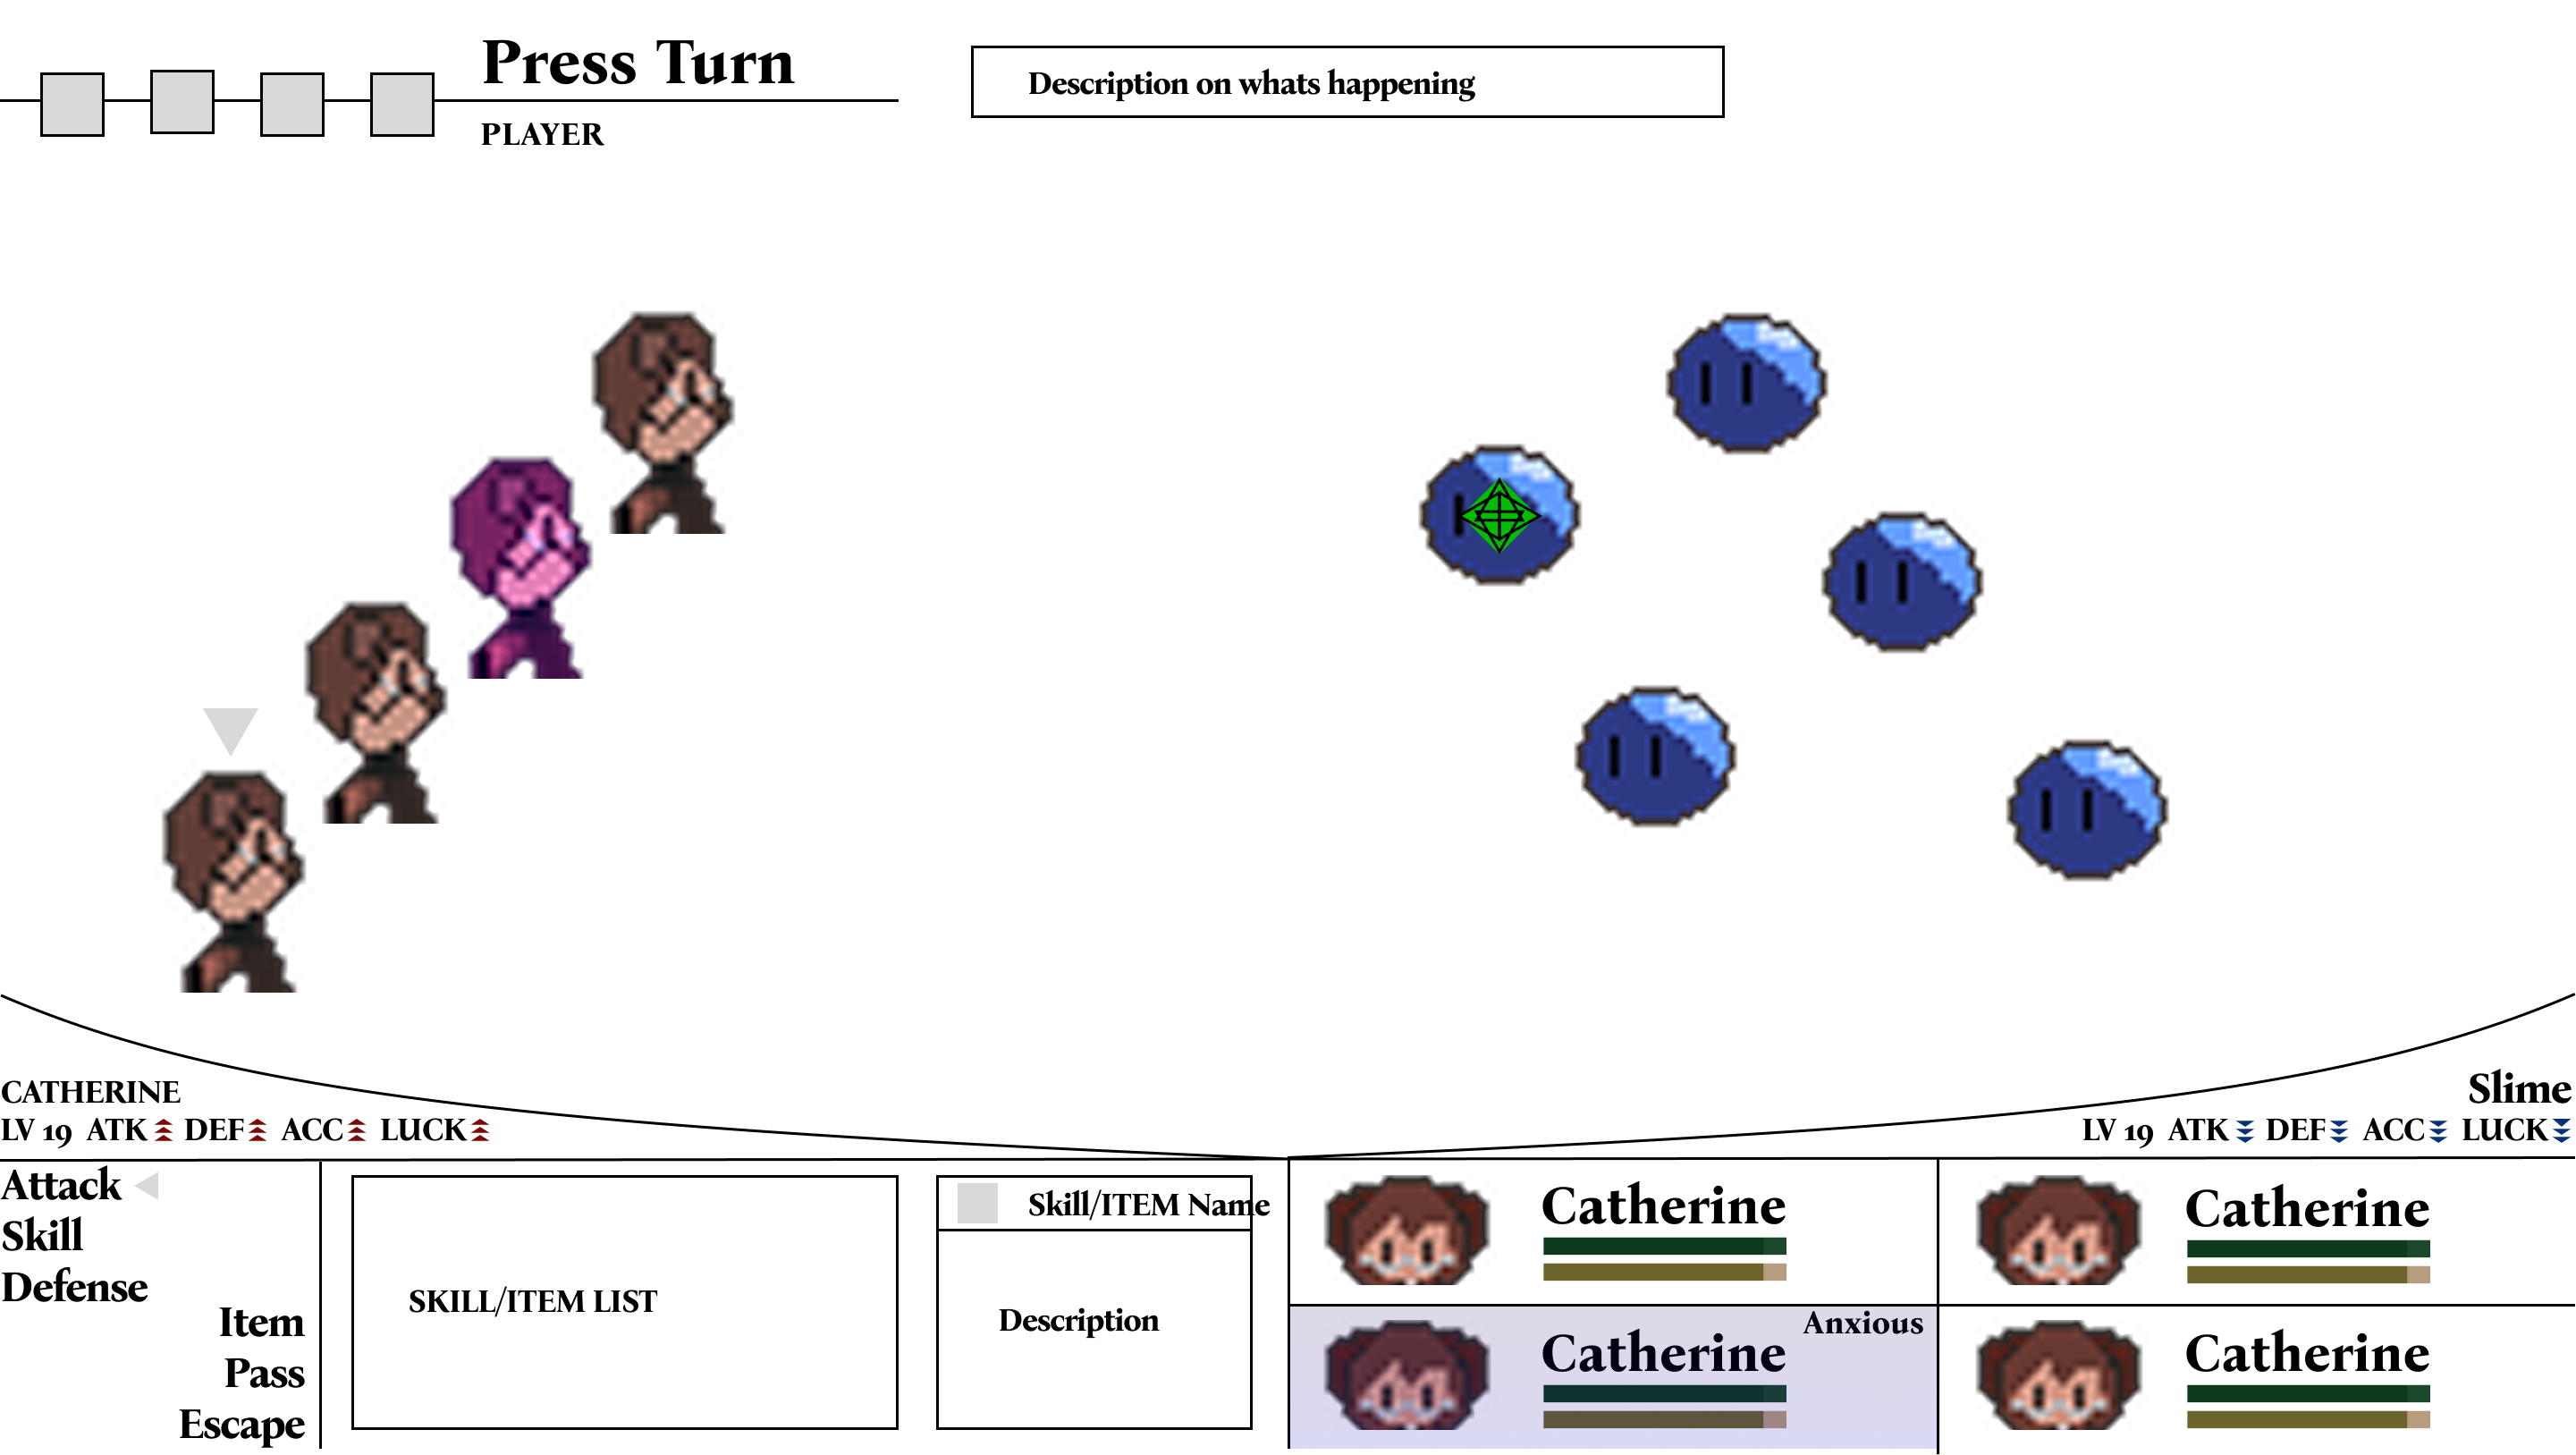 Press Turn
PLAYER
Description on whats happening
CATHERINE
LV 19 ATK DEF ACC LUCK
Slime
LV 19 ATK DEF ACC LUCK
Attack
Skill
Defense
Item
Pass
Escape
SKILL/ITEM LIST
Skill/ITEM Name
Description
Catherine
Catherine
Anxious
Catherine
Catherine